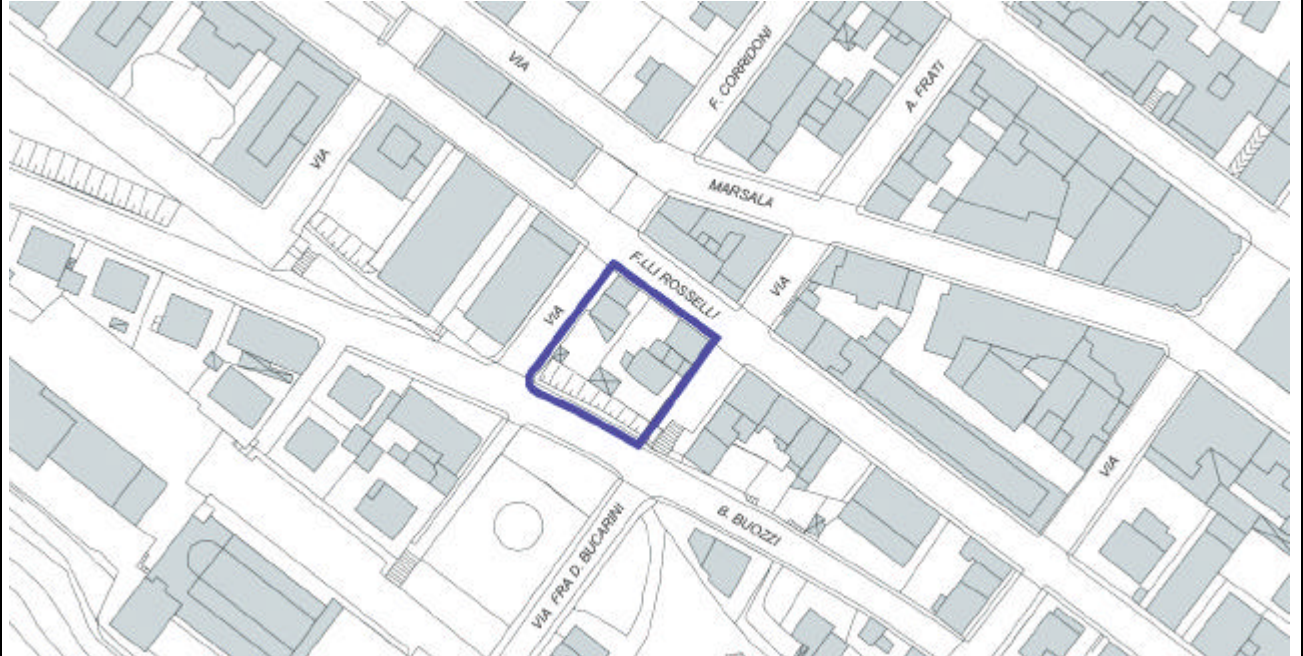 VIA
F. CORRIDONI
A. FRATI
VIA
MARSALA
F.LLI ROSSELLI
VIA
VIA
VIA
B. BUOZZI
VIA FRA D. BUCARINI